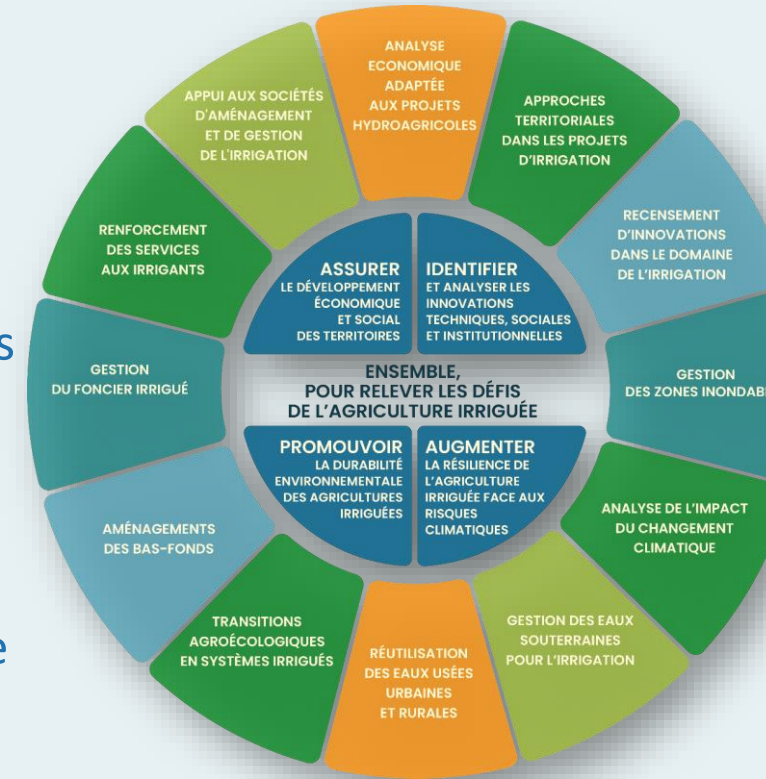 ANALYSE
ECONOMIQUE
ADAPTÉE
AUX PROJETS
HYDROAGRICOLES
APPROCHES
TERRITORIALES
DANS LES PROJETS
D'IRRIGATION
RECENSEMENT
D'INNOVATIONS
DANS LE DOMAINE
DE L'IRRIGATION
GESTION
DES ZONES INONDAB
ANALYSE DE L'IMPACT
DU CHANGEMENT
CLIMATIQUE
GESTION DES EAUX
SOUTERRAINES
POUR L'IRRIGATION
RÉUTILISATION
DES EAUX USÉES
URBAINES
ET RURALES
TRANSITIONS
AGROÉCOLOGIQUES
EN SYSTÈMES IRRIGUÉS
AMÉNAGEMENTS
DES BAS-FONDS
GESTION
DU FONCIER IRRIGUÉ
RENFORCEMENT
DES SERVICES
AUX IRRIGANTS
APPUI AUX SOCIÉTÉS
D'AMÉNAGEMENT
ET DE GESTION
DE L'IRRIGATION
ASSURER
LE DÉVELOPPEMENT
ÉCONOMIQUE
ET SOCIAL
DES TERRITOIRES
IDENTIFIER
ET ANALYSER LES
INNOVATIONS
TECHNIQUES, SOCIALES
ET INSTITUTIONNELLES
ENSEMBLE,
POUR RELEVER LES DÉFIS
DE L'AGRICULTURE IRRIGUÉE
PROMOUVOIR
LA DURABILITÉ
ENVIRONNEMENTALE
DES AGRICULTURES
IRRIGUÉES
AUGMENTER
LA RÉSILIENCE DE
L'AGRICULTURE
IRRIGUÉE FACE AUX
RISQUES
CLIMATIQUES
s
e